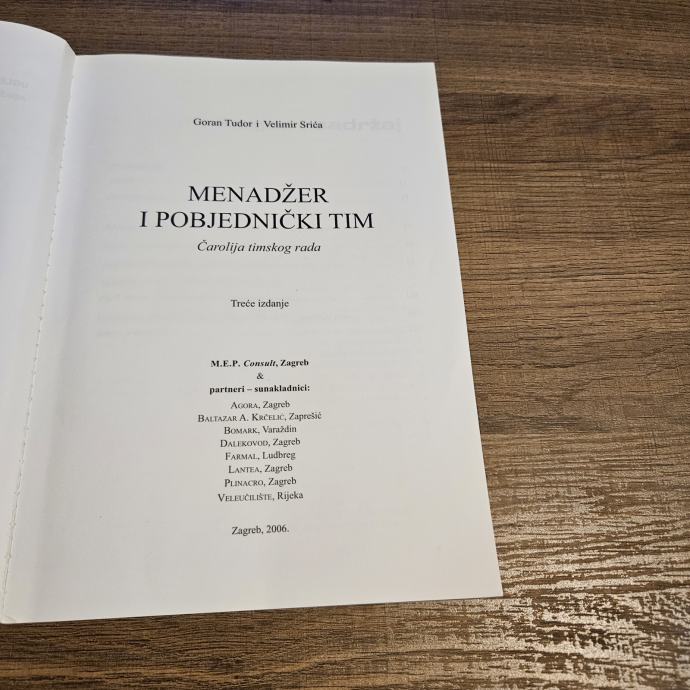 Goran Tudor i Velimir Srića
MENADŽER
I POBJEDNIČKI TIM
Čarolija timskog rada
Treće izdanje
M.E.P. Consult, Zagreb
&
partneri – sunakladnici:
AGORA, Zagreb
BALTAZAR A. KRČELIĆ, Zaprešić
BOMARK, Varaždin
DALEKOVOD, Zagreb
FARMAL, Ludbreg
LANTEA, Zagreb
PLINACRO, Zagreb
VELEUČILIŠTE, Rijeka
Zagreb, 2006.